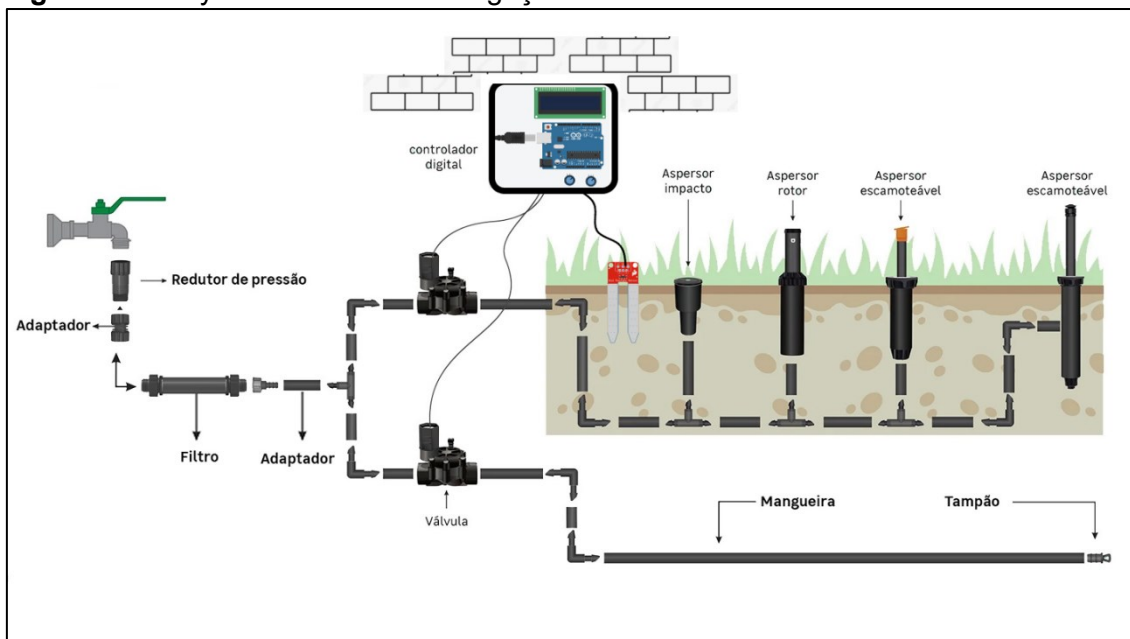 controlador
digital
Aspersor
impacto
Aspersor
rotor
Aspersor
escamoteável
Aspersor
escamoteável
Redutor de pressão
Adaptador
Filtro
Adaptador
Válvula
Mangueira
Tampão